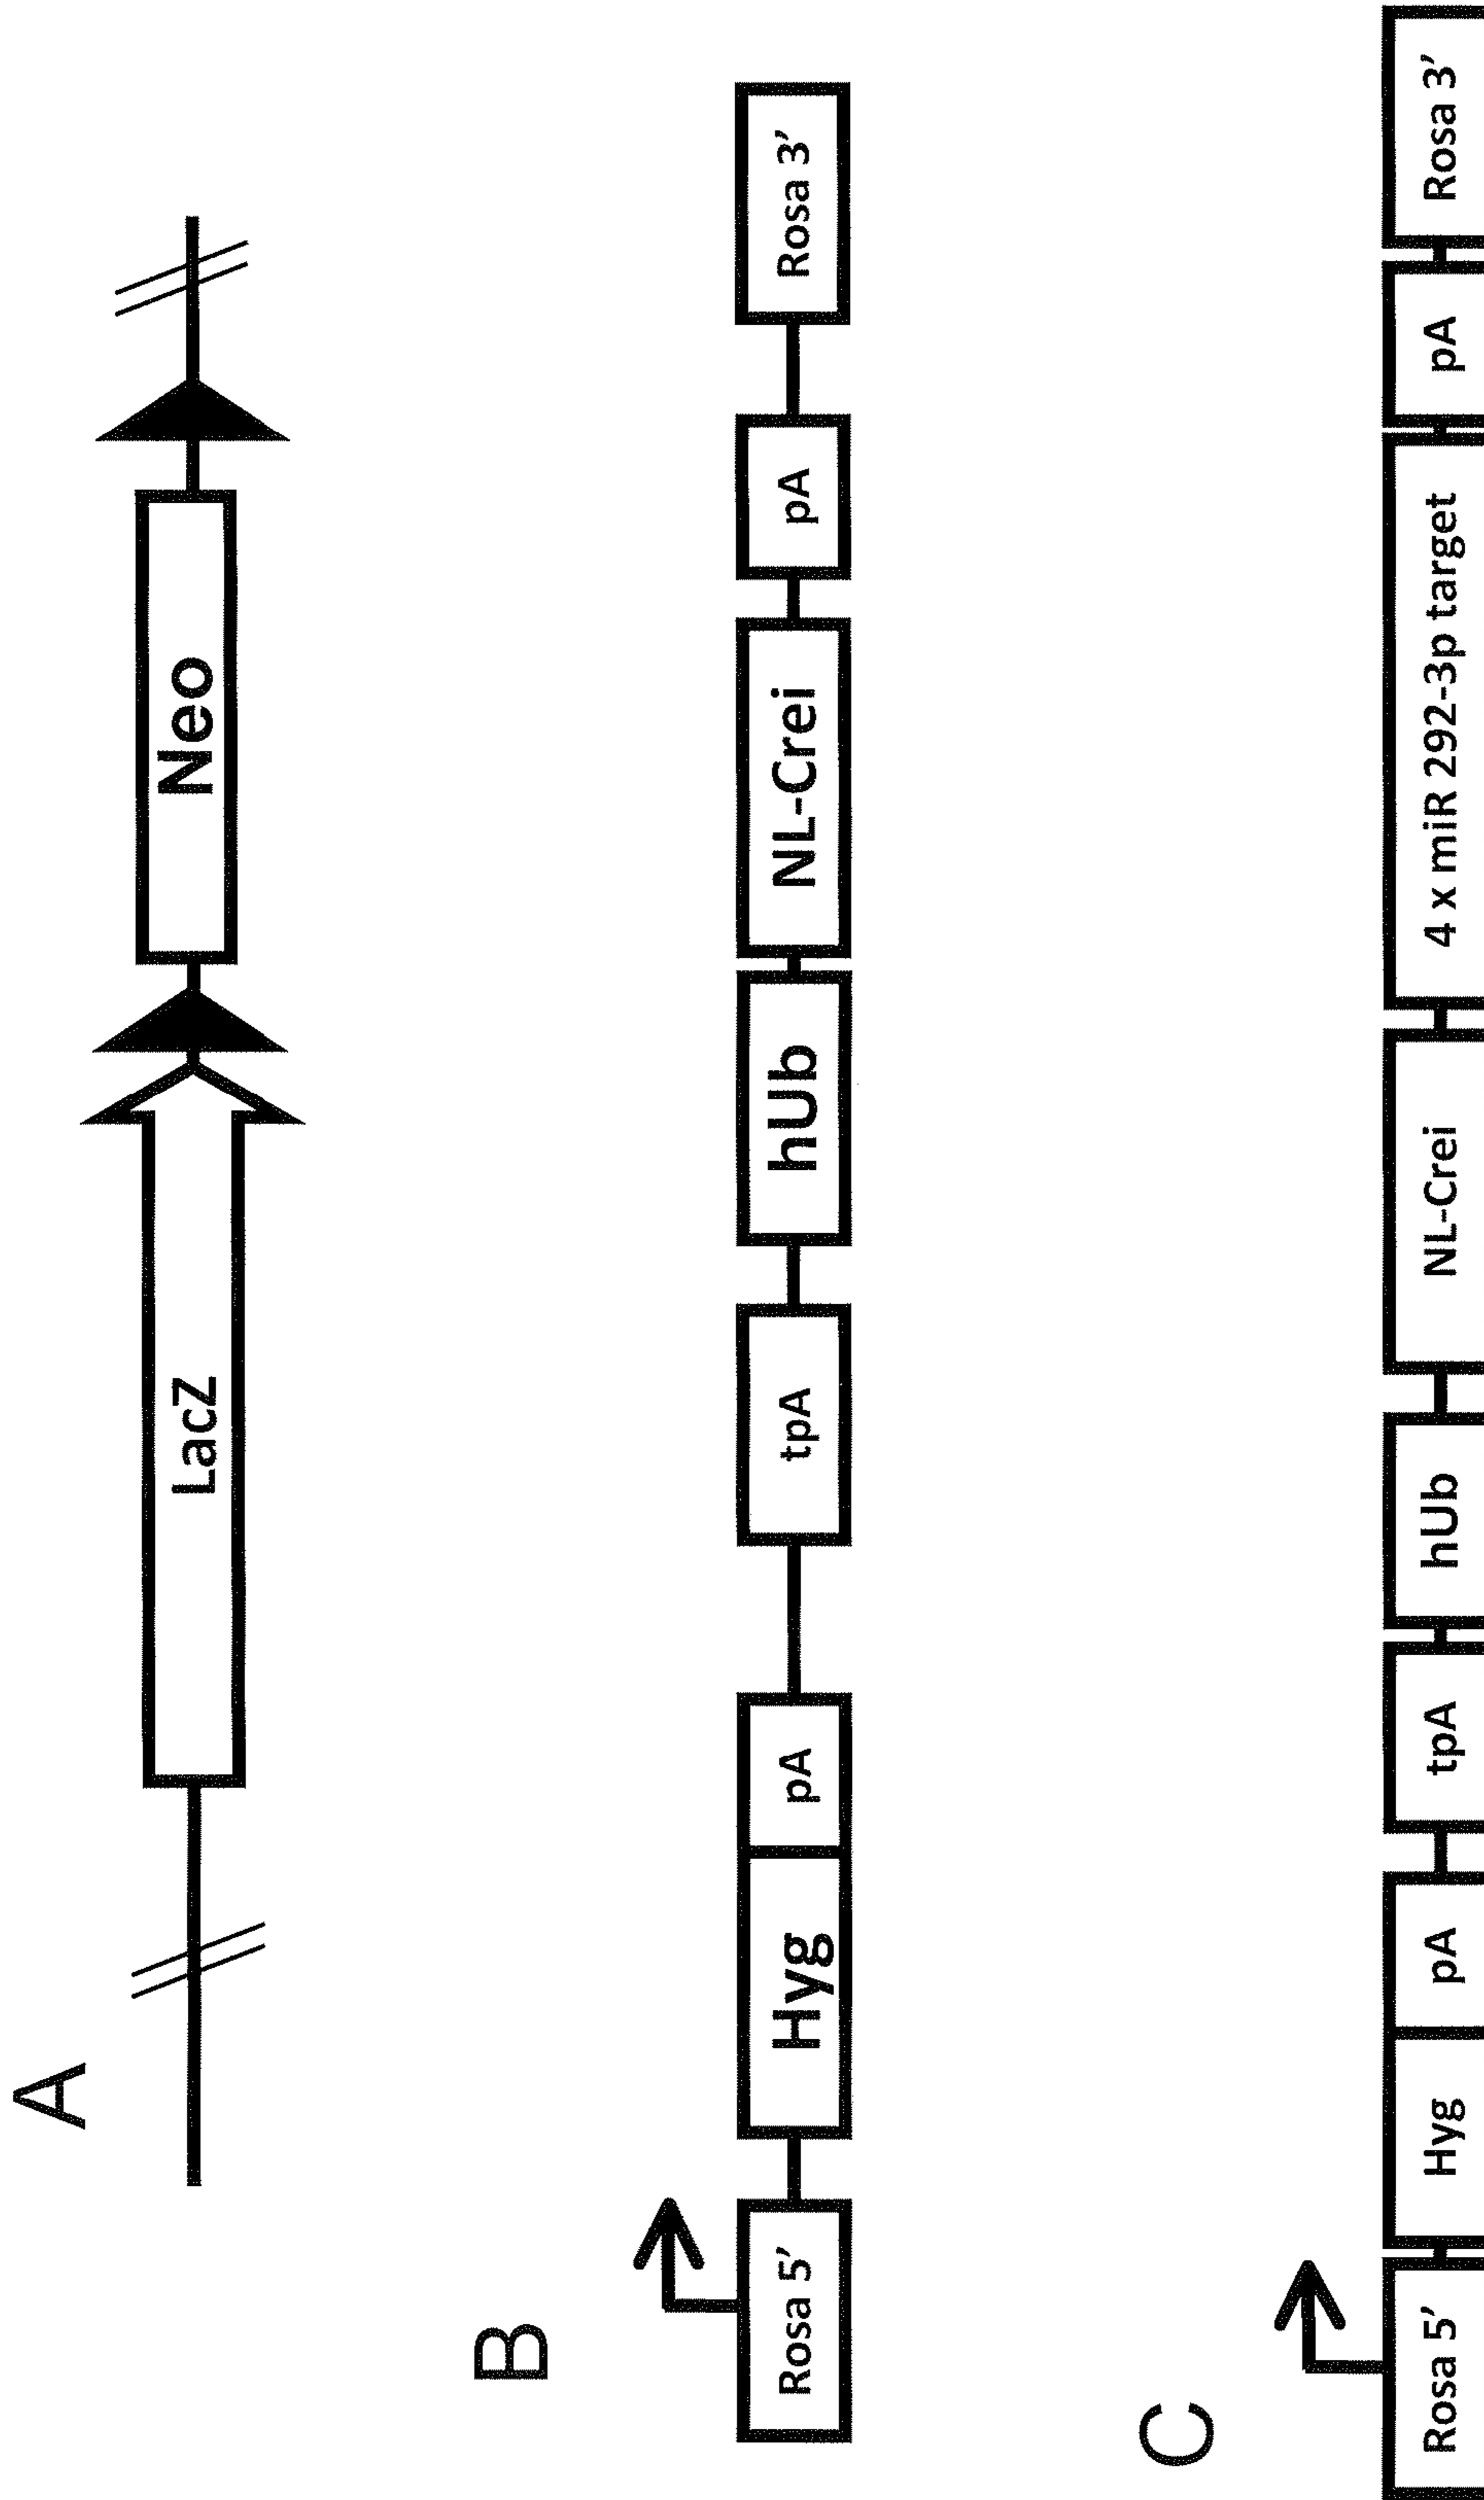 A
LacZ Neo
B
Rosa 5’ Hyg pA tpA hUb NL-Crei pA Rosa 3’
C
Rosa 5’ Hyg pA tpA hUb NL-Crei 4 x miR 292-3p target pA Rosa 3’